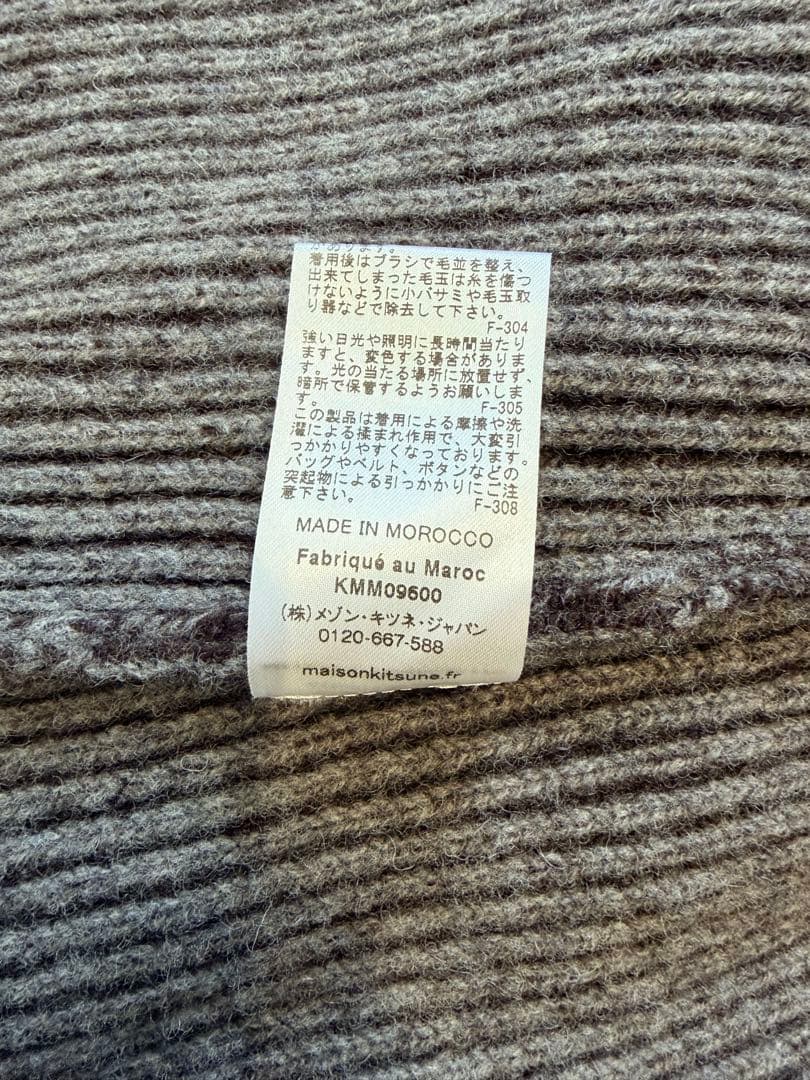 があります。
着用後はブラシで毛並を整え、
出来てしまった毛玉は糸を傷つ
けないように小バサミや毛玉取
り器などで除去して下さい。
F-304
強い日光や照明に長時間当たり
ますと、変色する場合がありま
す。光の当たる場所に放置せず、
暗所で保管するようお願いしま
す。
F-305
この製品は着用による摩擦や洗
濯による揉まれ作用で、大変引
っかかりやすくなっております。
バッグやベルト、ボタンなどの
突起物による引っかかりにご注
意下さい。
F-308
MADE IN MOROCCO
Fabriqué au Maroc
KMM09600
(株)メゾン・キツネ・ジャパン
0120-667-588
maisonkitsune.fr